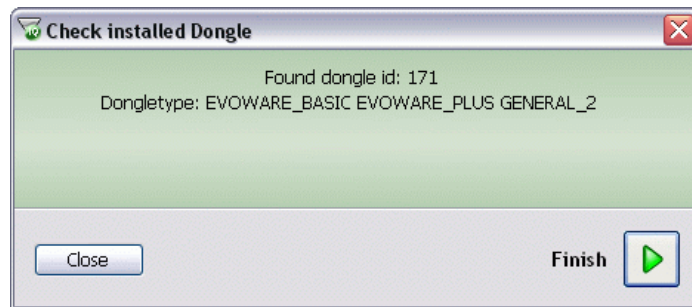 Check installed Dongle
Found dongle id: 171
Dongletype: EVOWARE_BASIC EVOWARE_PLUS GENERAL_2
Close
Finish